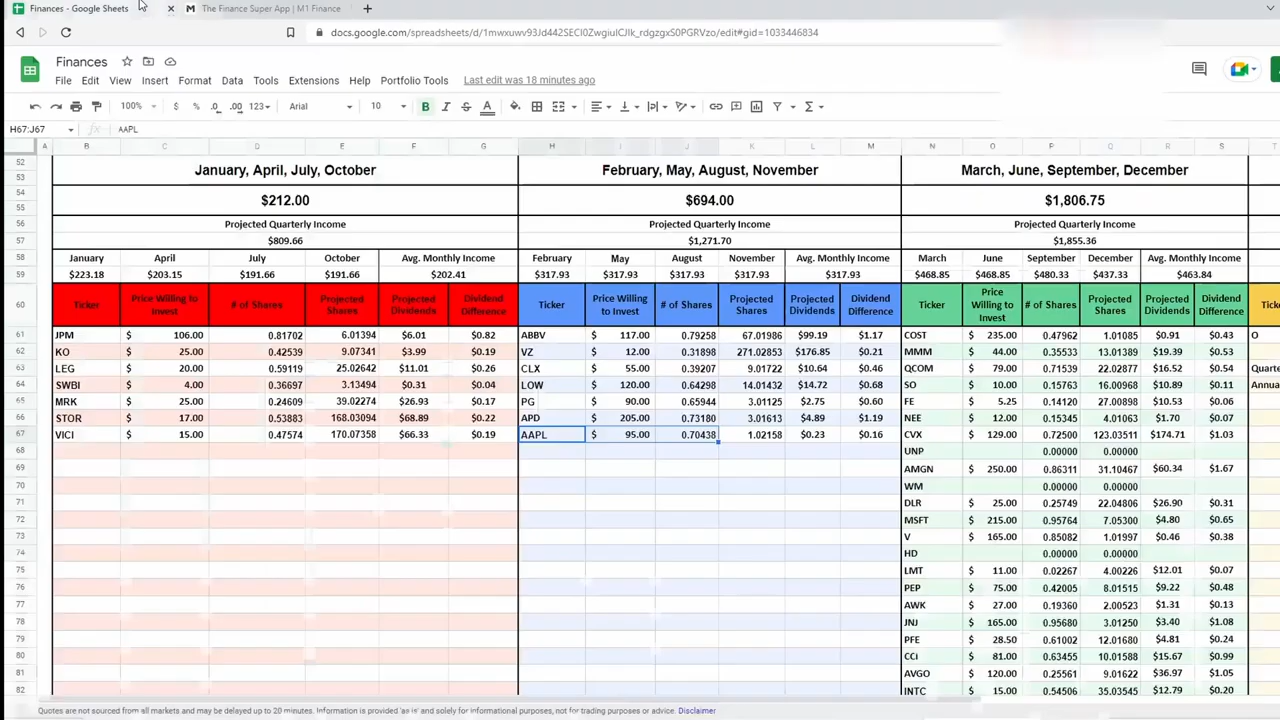 Finances - Google Sheets
The Finance Super App | M1 Finance
docs.google.com/spreadsheets/d/1mwxuwv93Jd442SECI0ZwgiuICJIk_rdgzgxS0PGRVzo/edit#gid=1033446834
Finances
File Edit View Insert Format Data Tools Extensions Help Portfolio Tools Last edit was 18 minutes ago
100% $ % .0 .00 123 Arial 10 B I S A
H67:J67 fx AAPL
A B C D E F G H I J K L M N O P Q R S T
52
53 January, April, July, October February, May, August, November March, June, September, December
54
55 $212.00 $694.00 $1,806.75
56 Projected Quarterly Income Projected Quarterly Income Projected Quarterly Income
57 $809.66 $1,271.70 $1,855.36
58 January April July October Avg. Monthly Income February May August November Avg. Monthly Income March June September December Avg. Monthly Income
59 $223.18 $203.15 $191.66 $191.66 $202.41 $317.93 $317.93 $317.93 $317.93 $317.93 $468.85 $468.85 $480.33 $437.33 $463.84
60 Ticker Price Willing to Invest # of Shares Projected Shares Projected Dividends Dividend Difference Ticker Price Willing to Invest # of Shares Projected Shares Projected Dividends Dividend Difference Ticker Price Willing to Invest # of Shares Projected Shares Projected Dividends Dividend Difference Ticke
61 JPM $ 106.00 0.81702 6.01394 $6.01 $0.82 ABBV $ 117.00 0.79258 67.01986 $99.19 $1.17 COST $ 235.00 0.47962 1.01085 $0.91 $0.43 O
62 KO $ 25.00 0.42539 9.07341 $3.99 $0.19 VZ $ 12.00 0.31898 271.02853 $176.85 $0.21 MMM $ 44.00 0.35533 13.01389 $19.39 $0.53
63 LEG $ 20.00 0.59119 25.02642 $11.01 $0.26 CLX $ 55.00 0.39207 9.01722 $10.64 $0.46 QCOM $ 79.00 0.71539 22.02877 $16.52 $0.54 Quarte
64 SWBI $ 4.00 0.36697 3.13494 $0.31 $0.04 LOW $ 120.00 0.64298 14.01432 $14.72 $0.68 SO $ 10.00 0.15763 16.00968 $10.89 $0.11 Annua
65 MRK $ 25.00 0.24609 39.02274 $26.93 $0.17 PG $ 90.00 0.65944 3.01125 $2.75 $0.60 FE $ 5.25 0.14120 27.00898 $10.53 $0.06
66 STOR $ 17.00 0.53883 168.03094 $68.89 $0.22 APD $ 205.00 0.73180 3.01613 $4.89 $1.19 NEE $ 12.00 0.15345 4.01063 $1.70 $0.07
67 VICI $ 15.00 0.47574 170.07358 $66.33 $0.19 AAPL $ 95.00 0.70438 1.02158 $0.23 $0.16 CVX $ 129.00 0.72500 123.03511 $174.71 $1.03
68 UNP 0.00000 0.00000
69 AMGN $ 250.00 0.86311 31.10467 $60.34 $1.67
70 WM 0.00000 0.00000
71 DLR $ 25.00 0.25749 22.04806 $26.90 $0.31
72 MSFT $ 215.00 0.95764 7.05300 $4.80 $0.65
73 V $ 165.00 0.85082 1.01997 $0.46 $0.38
74 HD 0.00000 0.00000
75 LMT $ 11.00 0.02267 4.00226 $12.01 $0.07
76 PEP $ 75.00 0.42005 8.01515 $9.22 $0.48
77 AWK $ 27.00 0.19360 2.00523 $1.31 $0.13
78 JNJ $ 165.00 0.95680 3.01250 $3.40 $1.08
79 PFE $ 28.50 0.61002 12.01680 $4.81 $0.24
80 CCi $ 81.00 0.63455 10.01588 $15.67 $0.99
81 AVGO $ 120.00 0.25561 9.01622 $36.97 $1.05
82 INTC $ 15.00 0.54506 35.03545 $12.79 $0.20
Quotes are not sourced from all markets and may be delayed up to 20 minutes. Information is provided 'as is' and solely for informational purposes, not for trading purposes or advice. Disclaimer